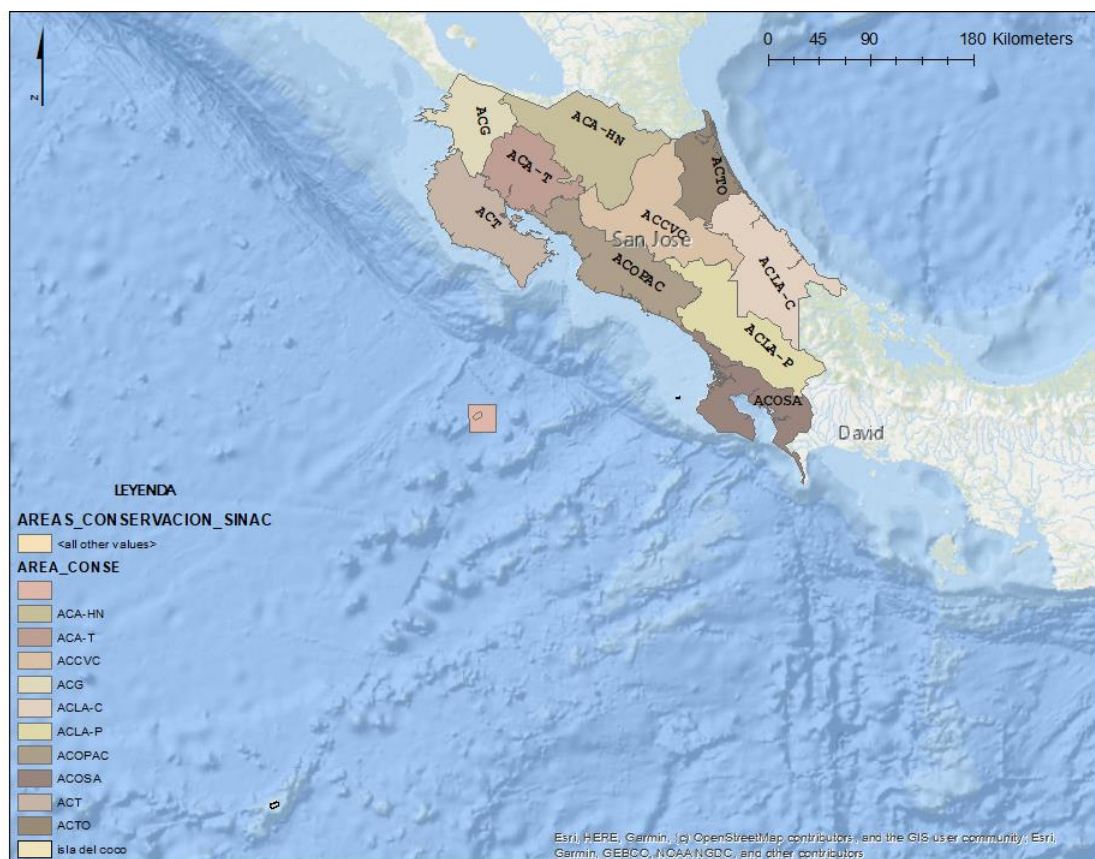 0 45 90 180 Kilometers
N
ACG
ACA-HN
ACA-T
ACTO
ACT
ACCVC
San José
ACOPAC
ACLA-C
ACLA-P
ACOSA
David
LEYENDA
AREAS_CONSERVACION_SINAC
<all other values>
AREA_CONSE
ACA-HN
ACA-T
ACCVC
ACG
ACLA-C
ACLA-P
ACOPAC
ACOSA
ACT
ACTO
isla del coco
Esri, HERE, Garmin, (c) OpenStreetMap contributors, and the GIS user community; Esri,
Garmin, GEBCO, NOAA NGDC, and other contributors